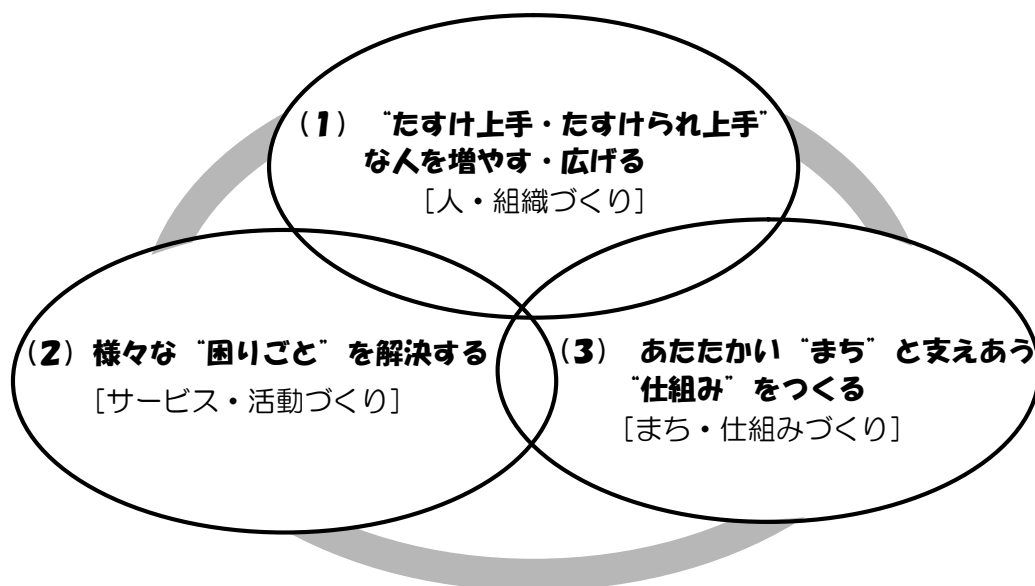 (1) “たすけ上手・たすけられ上手”
な人を増やす・広げる
[人・組織づくり]
(2) 様々な“困りごと”を解決する
[サービス・活動づくり]
(3) あたたかい“まち”と支えあう
“仕組み”をつくる
[まち・仕組みづくり]